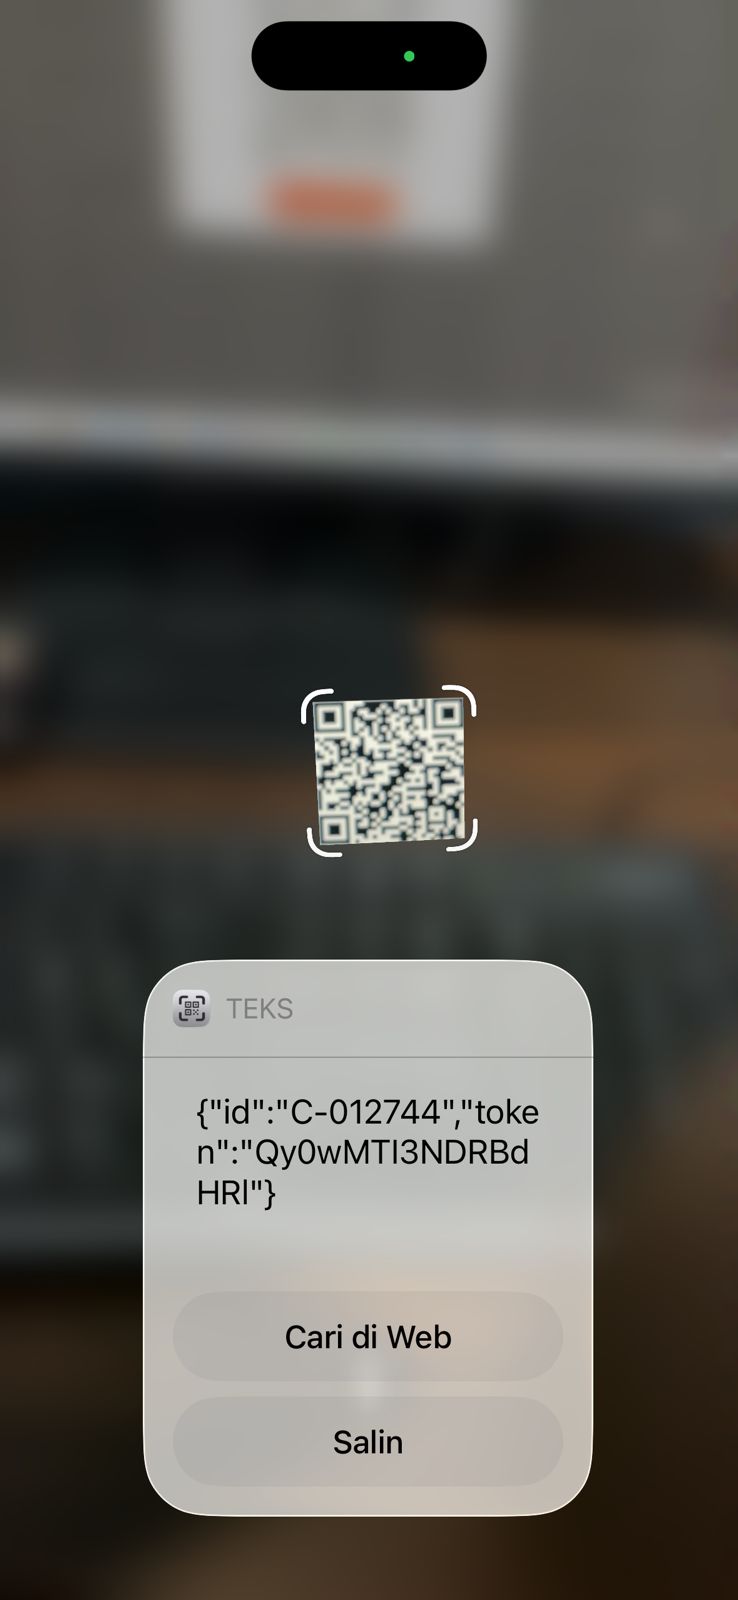 TEKS
{"id":"C-012744","toke
n":"Qy0wMTI3NDRBd
HRl"}
Cari di Web
Salin